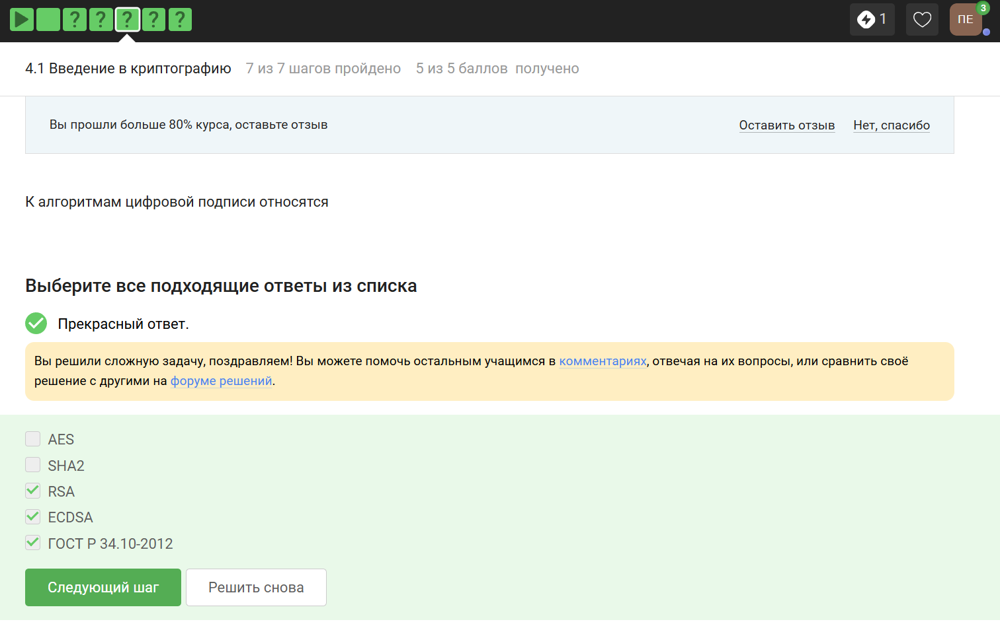 ? ? ? ? ?
1
ПЕ
3
4.1 Введение в криптографию 7 из 7 шагов пройдено 5 из 5 баллов получено
Вы прошли больше 80% курса, оставьте отзыв
Оставить отзыв
Нет, спасибо
К алгоритмам цифровой подписи относятся
Выберите все подходящие ответы из списка
Прекрасный ответ.
Вы решили сложную задачу, поздравляем! Вы можете помочь остальным учащимся в комментариях, отвечая на их вопросы, или сравнить своё
решение с другими на форуме решений.
AES
SHA2
RSA
ECDSA
ГОСТ Р 34.10-2012
Следующий шаг
Решить снова